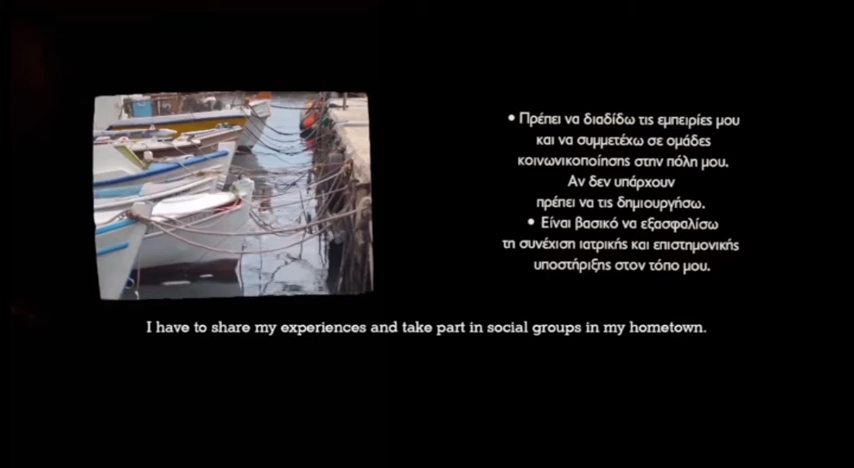 • Πρέπει να διαδίδω τις εμπειρίες μου
και να συμμετέχω σε ομάδες
κοινωνικοποίησης στην πόλη μου.
Αν δεν υπάρχουν
πρέπει να τις δημιουργήσω.
• Είναι βασικό να εξασφαλίσω
τη συνέχιση ιατρικής και επιστημονικής
υποστήριξης στον τόπο μου.
I have to share my experiences and take part in social groups in my hometown.